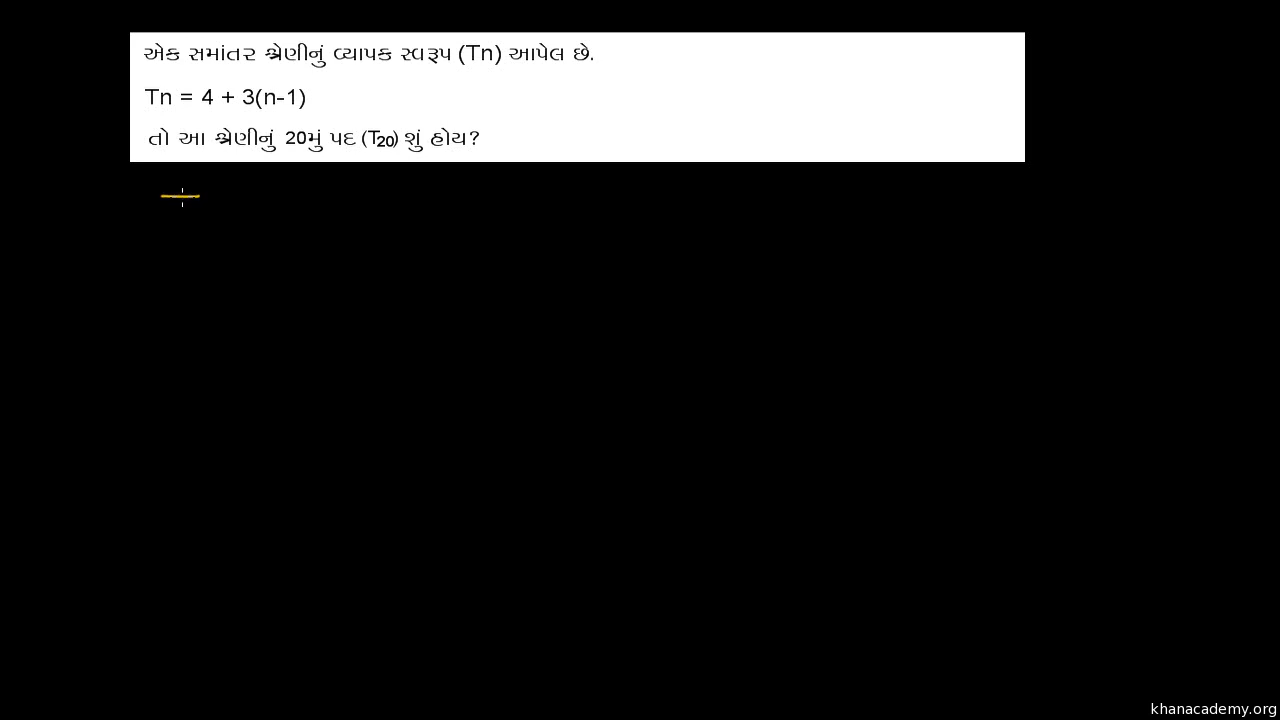 એક સમાંતર શ્રેણીનું વ્યાપક સ્વરૂપ (Tn) આપેલ છે.
Tn = 4 + 3(n-1)
તો આ શ્રેણીનું 20મું પદ (T₂₀) શું હોય?
khanacademy.org